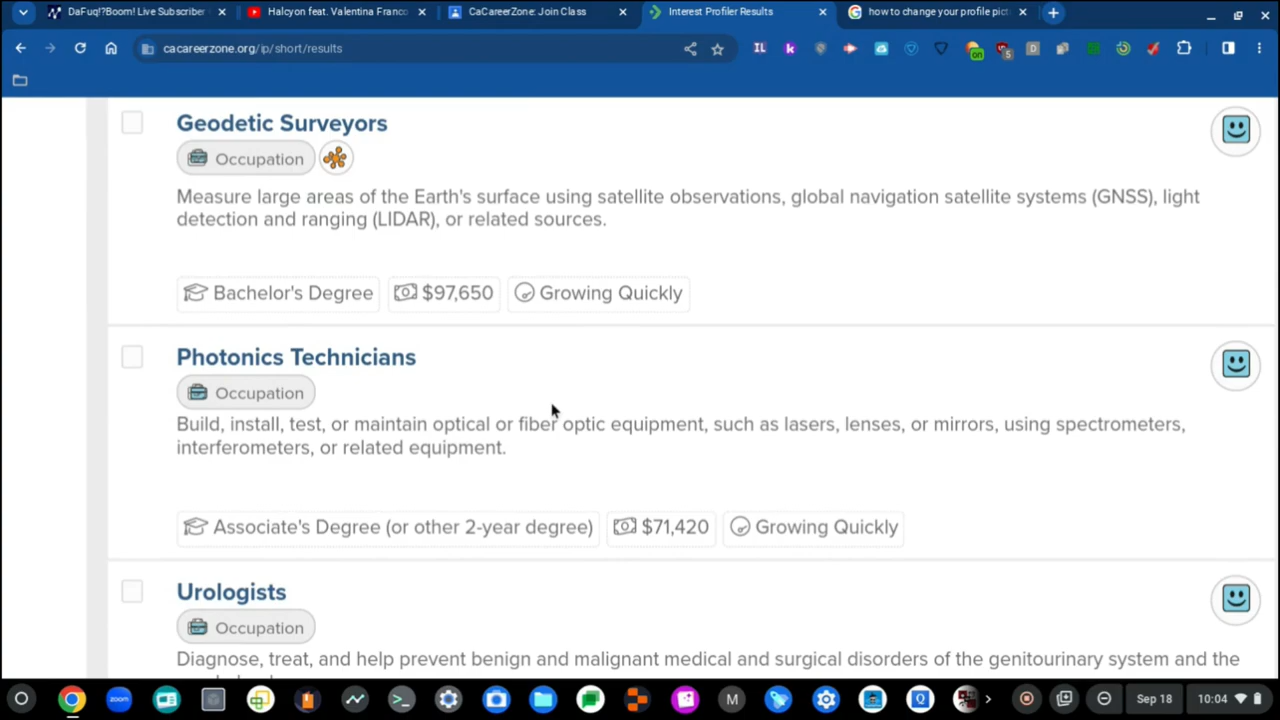 DaFuq!?Boom! Live Subscriber
Halcyon feat. Valentina Franco
CaCareerZone: Join Class
Interest Profiler Results
how to change your profile pict
cacareerzone.org/ip/short/results
IL
k
on
5
D
Geodetic Surveyors
Occupation
Measure large areas of the Earth's surface using satellite observations, global navigation satellite systems (GNSS), light
detection and ranging (LIDAR), or related sources.
Bachelor's Degree $97,650 Growing Quickly
Photonics Technicians
Occupation
Build, install, test, or maintain optical or fiber optic equipment, such as lasers, lenses, or mirrors, using spectrometers,
interferometers, or related equipment.
Associate's Degree (or other 2-year degree) $71,420 Growing Quickly
Urologists
Occupation
Diagnose, treat, and help prevent benign and malignant medical and surgical disorders of the genitourinary system and the
zoom
M
Q
Sep 18
10:04